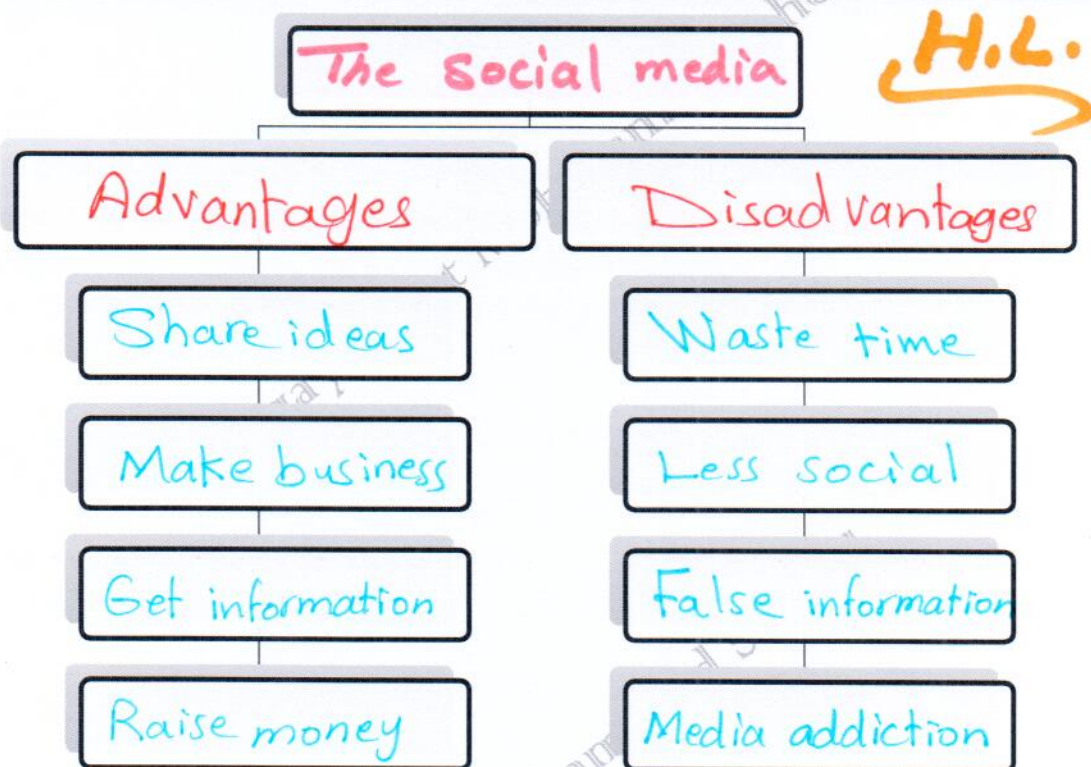 The social media
H.L.
Advantages
Disadvantages
Share ideas
Waste time
Make business
Less social
Get information
False information
Raise money
Media addiction